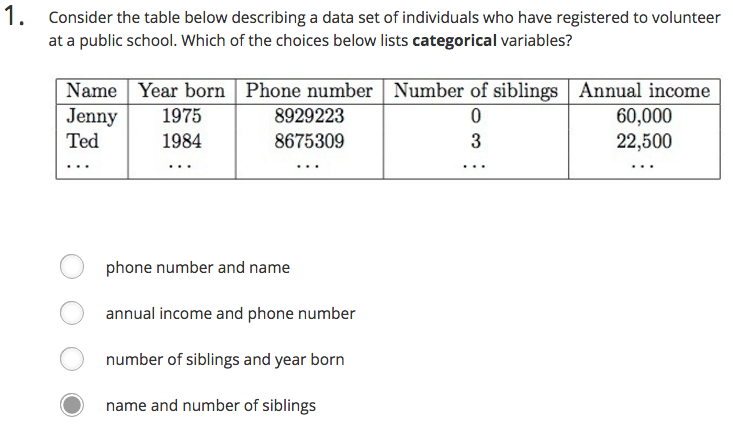 1. Consider the table below describing a data set of individuals who have registered to volunteer
at a public school. Which of the choices below lists categorical variables?
Name Year born Phone number Number of siblings Annual income
Jenny 1975 8929223 0 60,000
Ted 1984 8675309 3 22,500
... ... ... ... ...
phone number and name
annual income and phone number
number of siblings and year born
name and number of siblings